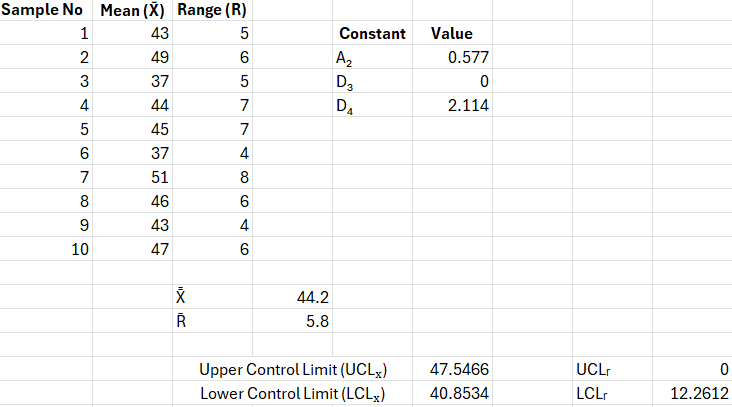 Sample No Mean (X̄) Range (R)
1 43 5 Constant Value
2 49 6 A₂ 0.577
3 37 5 D₃ 0
4 44 7 D₄ 2.114
5 45 7
6 37 4
7 51 8
8 46 6
9 43 4
10 47 6
X̿ 44.2
R̄ 5.8
Upper Control Limit (UCLₓ) 47.5466 UCLr 0
Lower Control Limit (LCLₓ) 40.8534 LCLr 12.2612